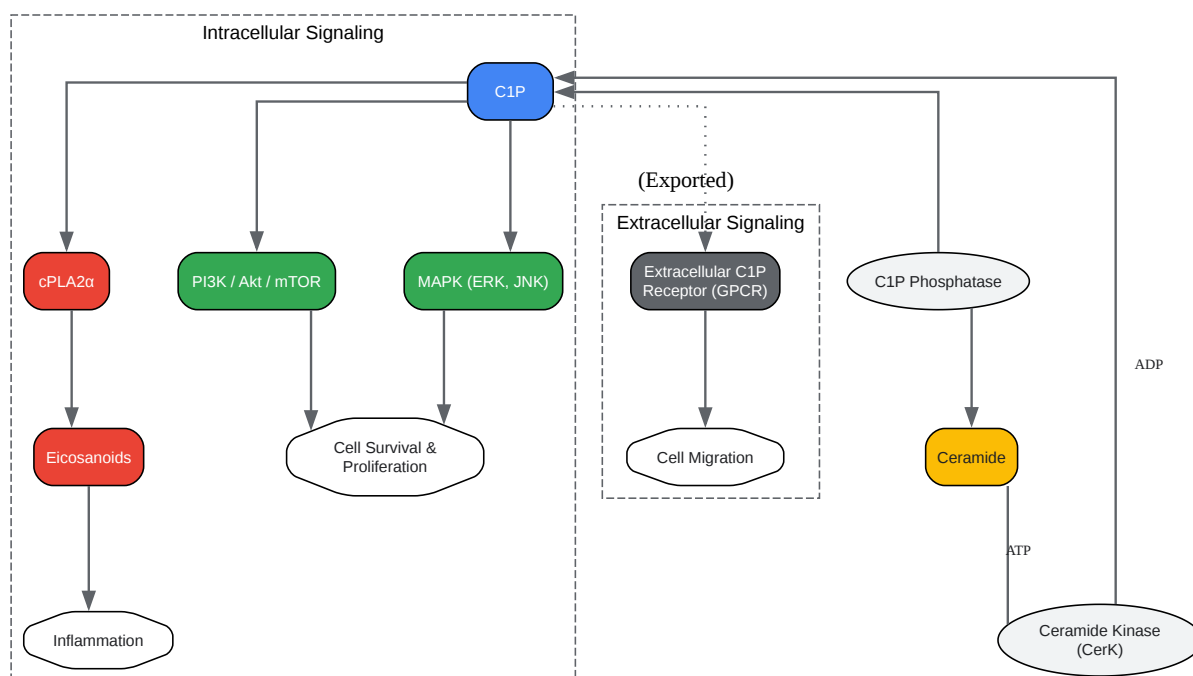 Intracellular Signaling
C1P
(Exported)
Extracellular Signaling
cPLA2α
PI3K / Akt / mTOR
MAPK (ERK, JNK)
Extracellular C1P
Receptor (GPCR)
C1P Phosphatase
ADP
Eicosanoids
Cell Survival &
Proliferation
Cell Migration
Ceramide
ATP
Inflammation
Ceramide Kinase
(CerK)